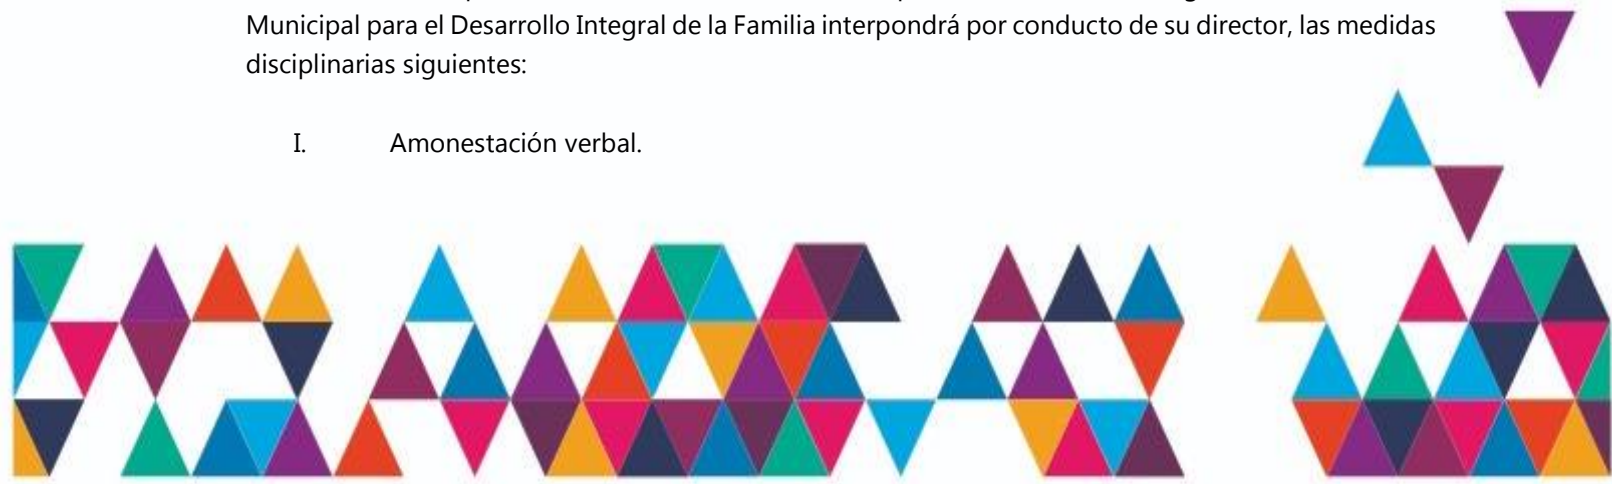 Municipal para el Desarrollo Integral de la Familia interpondrá por conducto de su director, las medidas
disciplinarias siguientes:
I. Amonestación verbal.